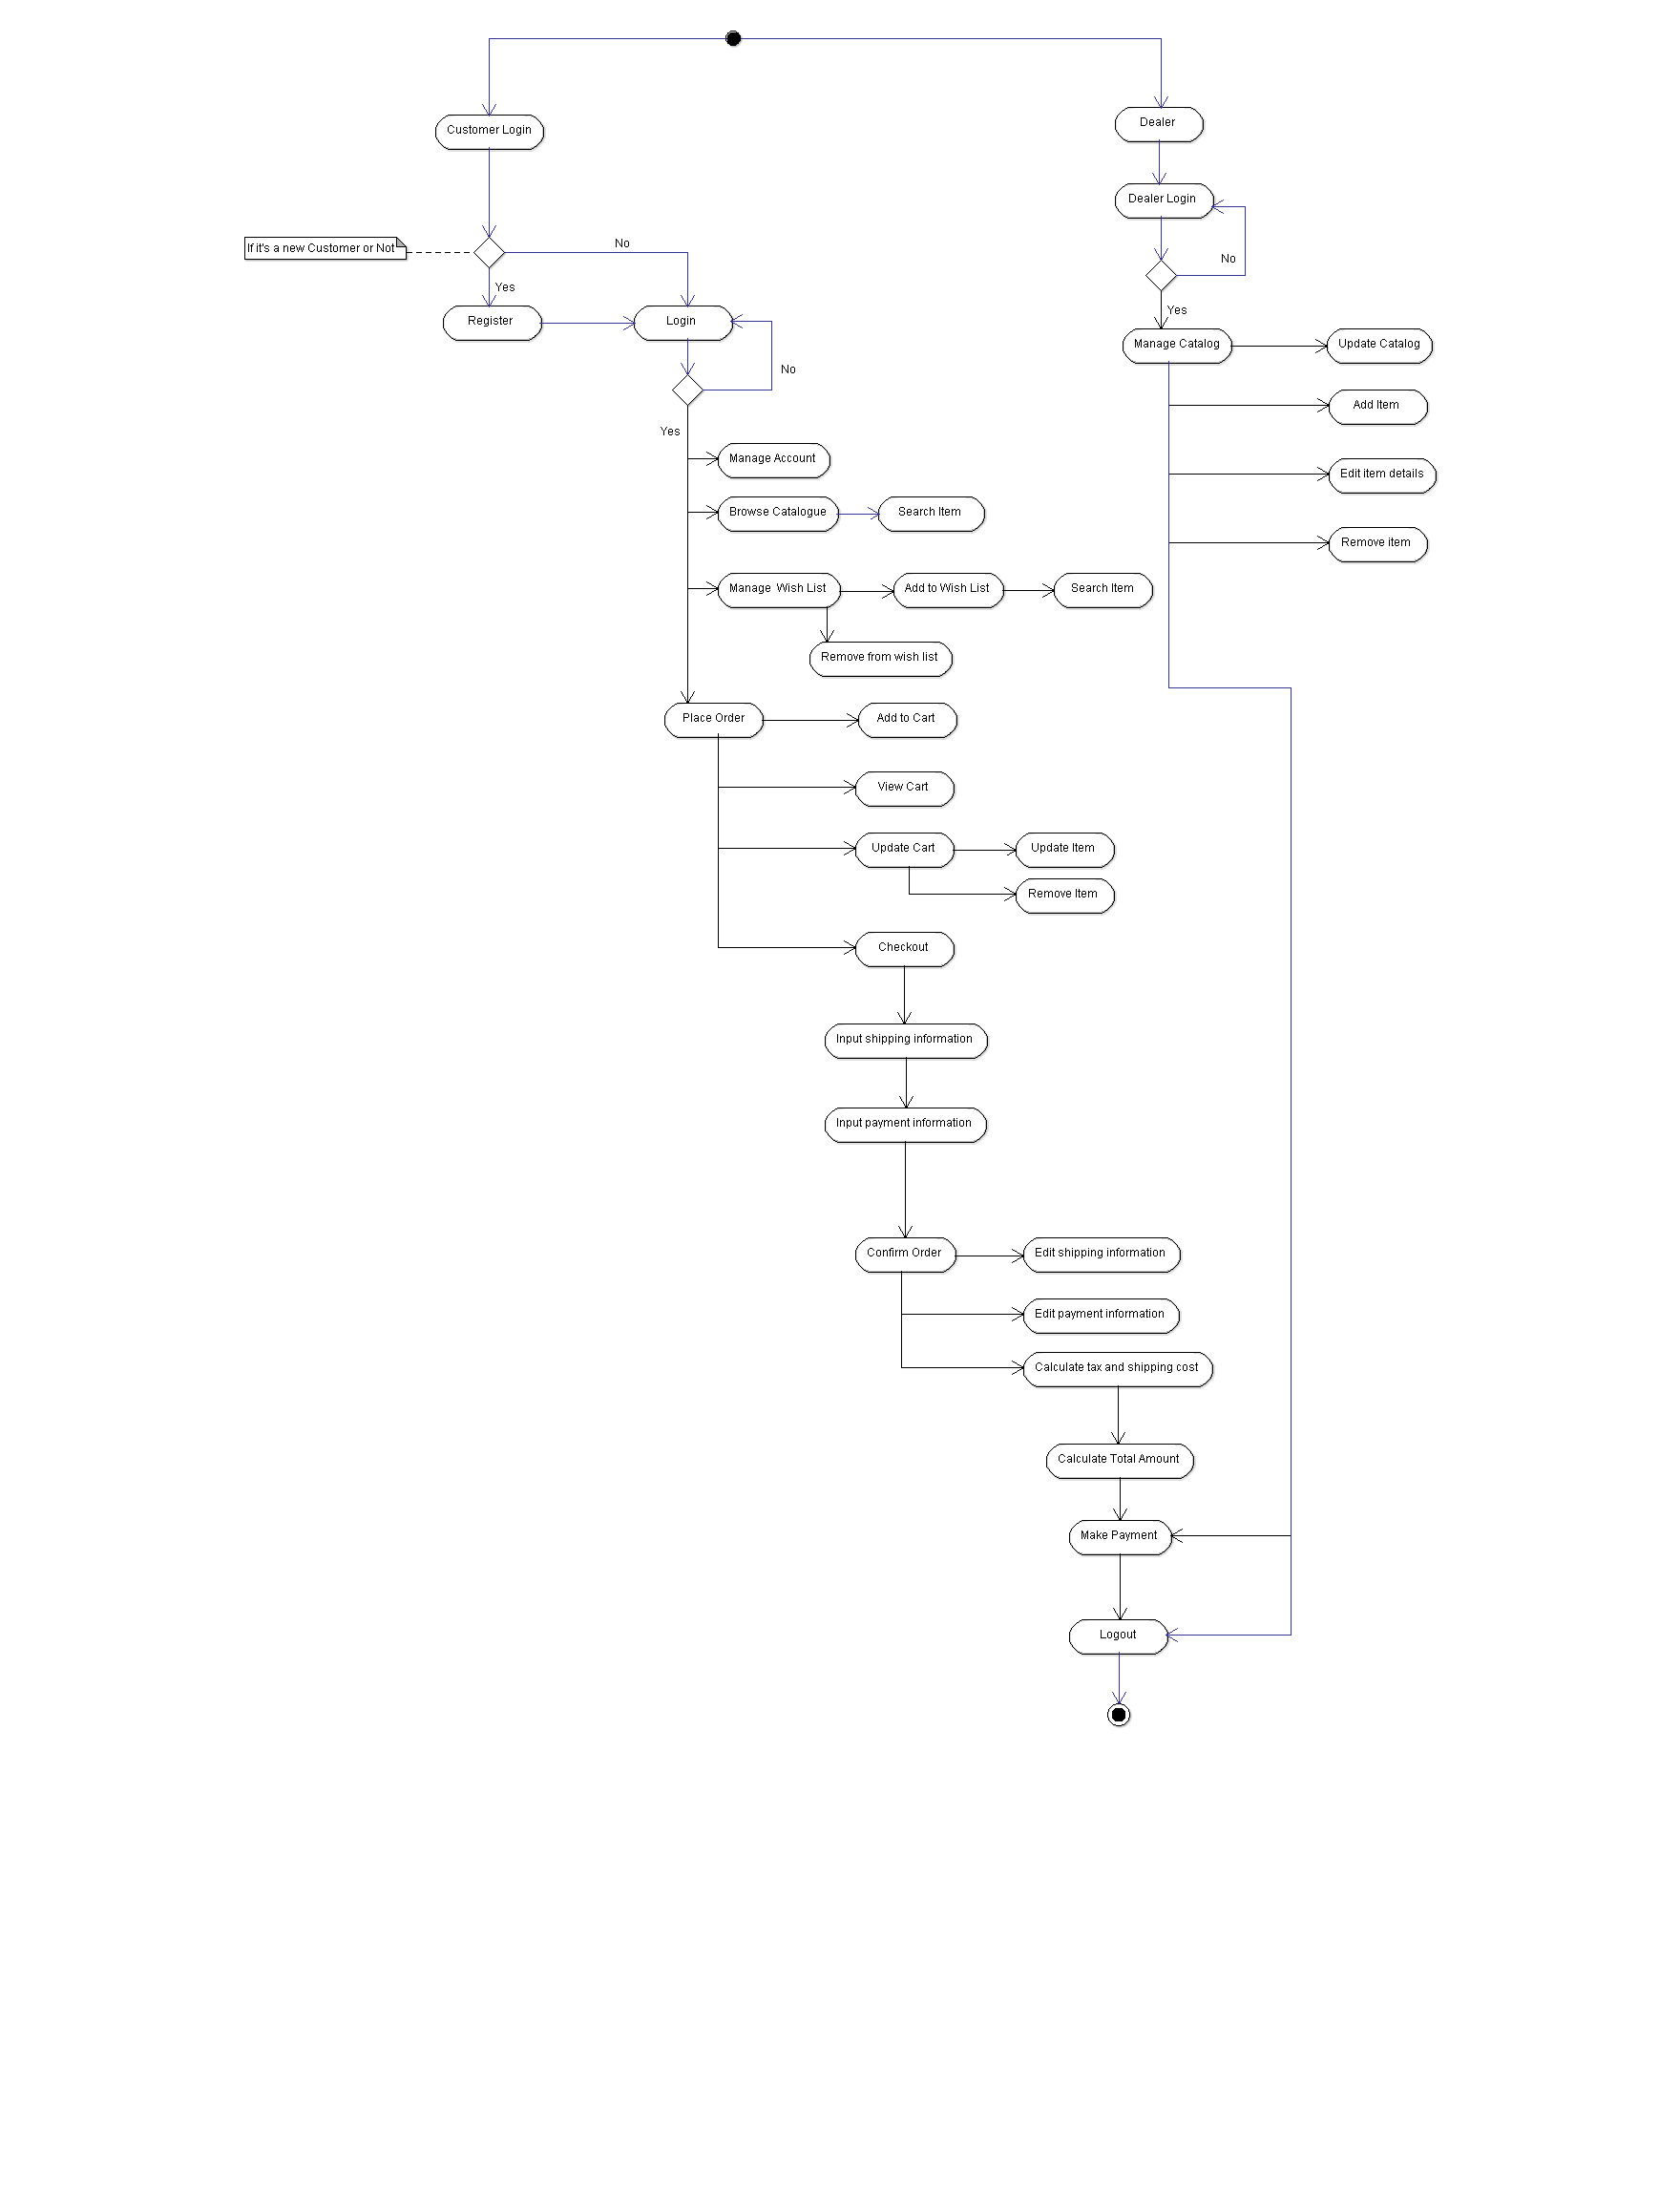 Customer Login
Dealer
Dealer Login
If it's a new Customer or Not
No
No
Yes
Yes
Register
Login
Manage Catalog
Update Catalog
No
Add Item
Yes
Manage Account
Edit item details
Browse Catalogue
Search Item
Remove item
Manage  Wish List
Add to Wish List
Search Item
Remove from wish list
Place Order
Add to Cart
View Cart
Update Cart
Update Item
Remove Item
Checkout
Input shipping information
Input payment information
Confirm Order
Edit shipping information
Edit payment information
Calculate tax and shipping cost
Calculate Total Amount
Make Payment
Logout